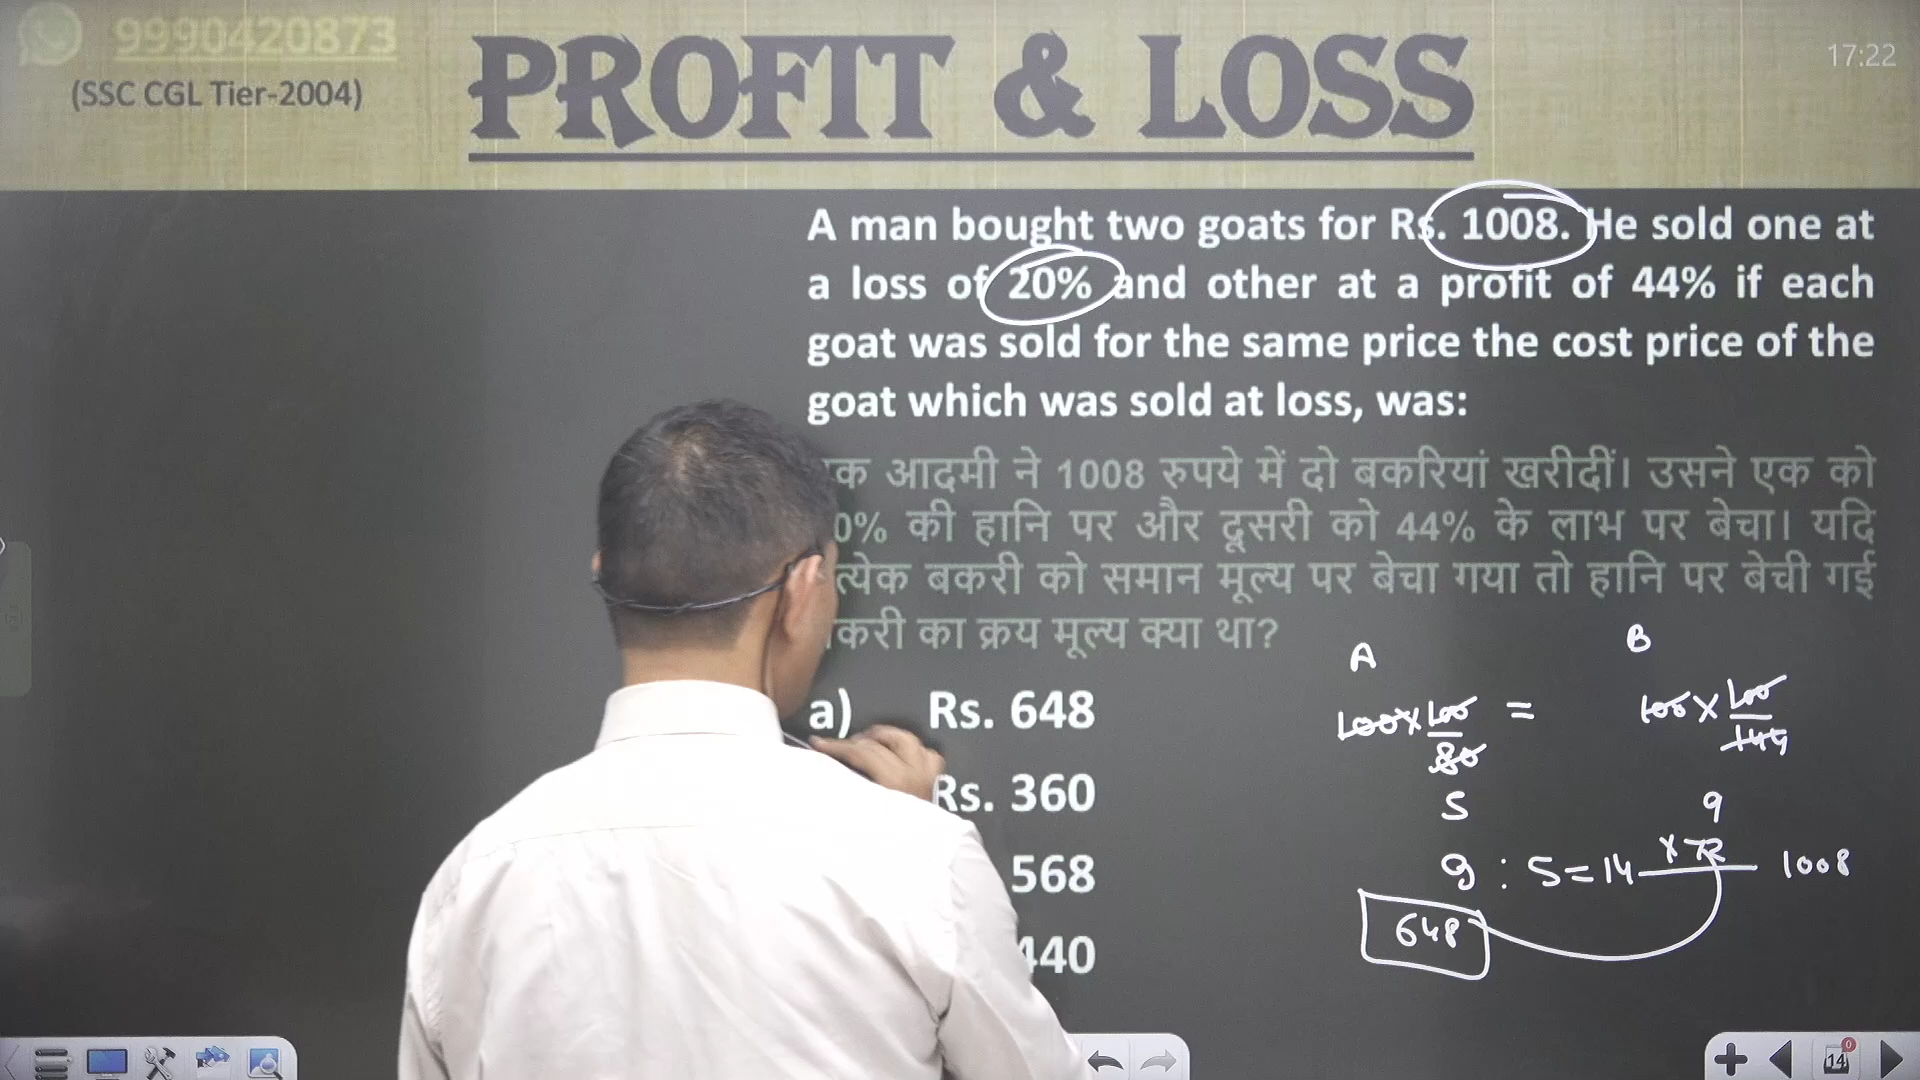 9990420873
(SSC CGL Tier-2004)
PROFIT & LOSS
17:22
A man bought two goats for Rs. 1008. He sold one at
a loss of 20% and other at a profit of 44% if each
goat was sold for the same price the cost price of the
goat which was sold at loss, was:
आदमी ने 1008 रुपये में दो बकरियां खरीदीं। उसने एक को
0% की हानि पर और दूसरी को 44% के लाभ पर बेचा। यदि
बकरी को समान मूल्य पर बेचा गया तो हानि पर बेची गई
का क्रय मूल्य क्या था?
A B
100×100/80 = 100×100/144
5 9
9 : 5 = 14 ×72 1008
648
a) Rs. 648
Rs. 360
568
440
14
0